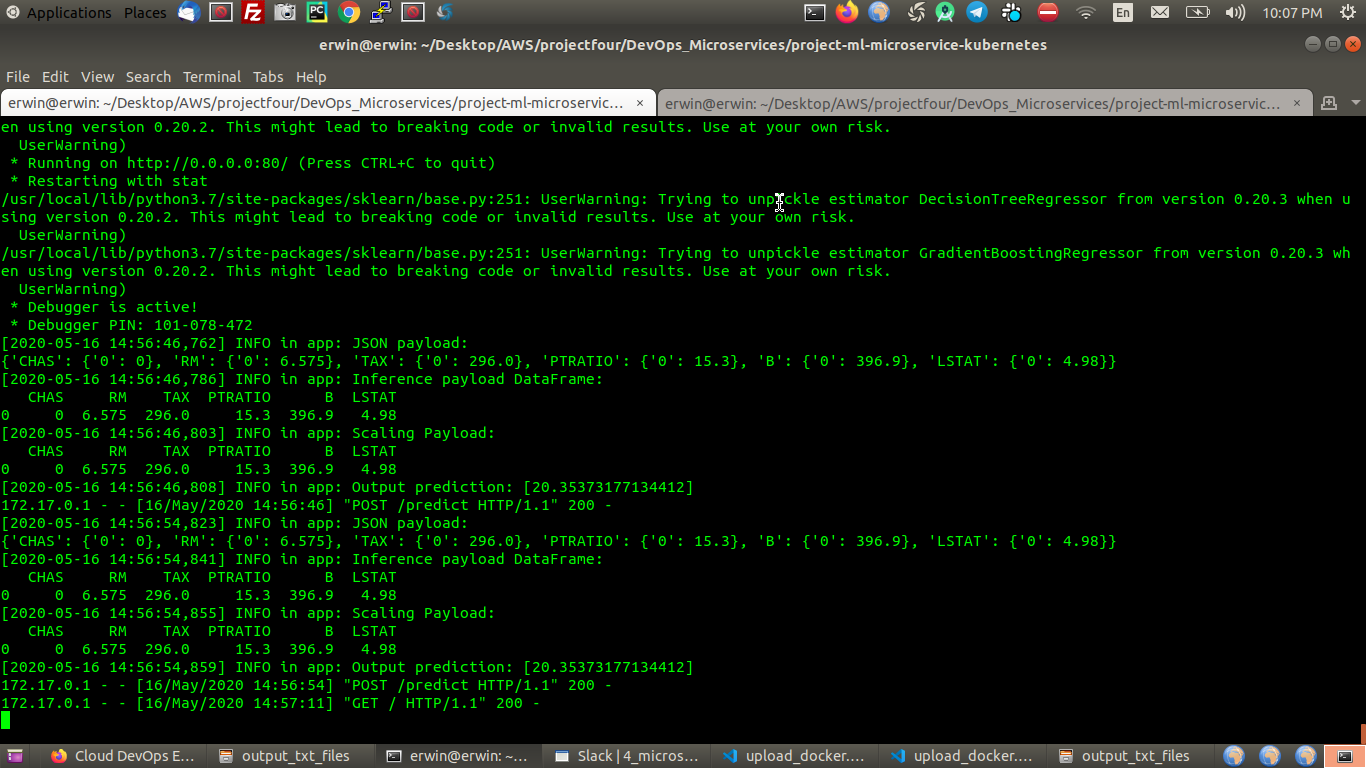 Applications Places En 10:07 PM
erwin@erwin: ~/Desktop/AWS/projectfour/DevOps_Microservices/project-ml-microservice-kubernetes
File Edit View Search Terminal Tabs Help
erwin@erwin: ~/Desktop/AWS/projectfour/DevOps_Microservices/project-ml-microservic... × erwin@erwin: ~/Desktop/AWS/projectfour/DevOps_Microservices/project-ml-microservic... ×
en using version 0.20.2. This might lead to breaking code or invalid results. Use at your own risk.
  UserWarning)
 * Running on http://0.0.0.0:80/ (Press CTRL+C to quit)
 * Restarting with stat
/usr/local/lib/python3.7/site-packages/sklearn/base.py:251: UserWarning: Trying to unpickle estimator DecisionTreeRegressor from version 0.20.3 when u
sing version 0.20.2. This might lead to breaking code or invalid results. Use at your own risk.
  UserWarning)
/usr/local/lib/python3.7/site-packages/sklearn/base.py:251: UserWarning: Trying to unpickle estimator GradientBoostingRegressor from version 0.20.3 wh
en using version 0.20.2. This might lead to breaking code or invalid results. Use at your own risk.
  UserWarning)
 * Debugger is active!
 * Debugger PIN: 101-078-472
[2020-05-16 14:56:46,762] INFO in app: JSON payload:
{'CHAS': {'0': 0}, 'RM': {'0': 6.575}, 'TAX': {'0': 296.0}, 'PTRATIO': {'0': 15.3}, 'B': {'0': 396.9}, 'LSTAT': {'0': 4.98}}
[2020-05-16 14:56:46,786] INFO in app: Inference payload DataFrame:
   CHAS     RM    TAX  PTRATIO      B  LSTAT
0     0  6.575  296.0     15.3  396.9   4.98
[2020-05-16 14:56:46,803] INFO in app: Scaling Payload:
   CHAS     RM    TAX  PTRATIO      B  LSTAT
0     0  6.575  296.0     15.3  396.9   4.98
[2020-05-16 14:56:46,808] INFO in app: Output prediction: [20.35373177134412]
172.17.0.1 - - [16/May/2020 14:56:46] "POST /predict HTTP/1.1" 200 -
[2020-05-16 14:56:54,823] INFO in app: JSON payload:
{'CHAS': {'0': 0}, 'RM': {'0': 6.575}, 'TAX': {'0': 296.0}, 'PTRATIO': {'0': 15.3}, 'B': {'0': 396.9}, 'LSTAT': {'0': 4.98}}
[2020-05-16 14:56:54,841] INFO in app: Inference payload DataFrame:
   CHAS     RM    TAX  PTRATIO      B  LSTAT
0     0  6.575  296.0     15.3  396.9   4.98
[2020-05-16 14:56:54,855] INFO in app: Scaling Payload:
   CHAS     RM    TAX  PTRATIO      B  LSTAT
0     0  6.575  296.0     15.3  396.9   4.98
[2020-05-16 14:56:54,859] INFO in app: Output prediction: [20.35373177134412]
172.17.0.1 - - [16/May/2020 14:56:54] "POST /predict HTTP/1.1" 200 -
172.17.0.1 - - [16/May/2020 14:57:11] "GET / HTTP/1.1" 200 -
Cloud DevOps E... output_txt_files erwin@erwin: ~... Slack | 4_micros... upload_docker.... upload_docker.... output_txt_files